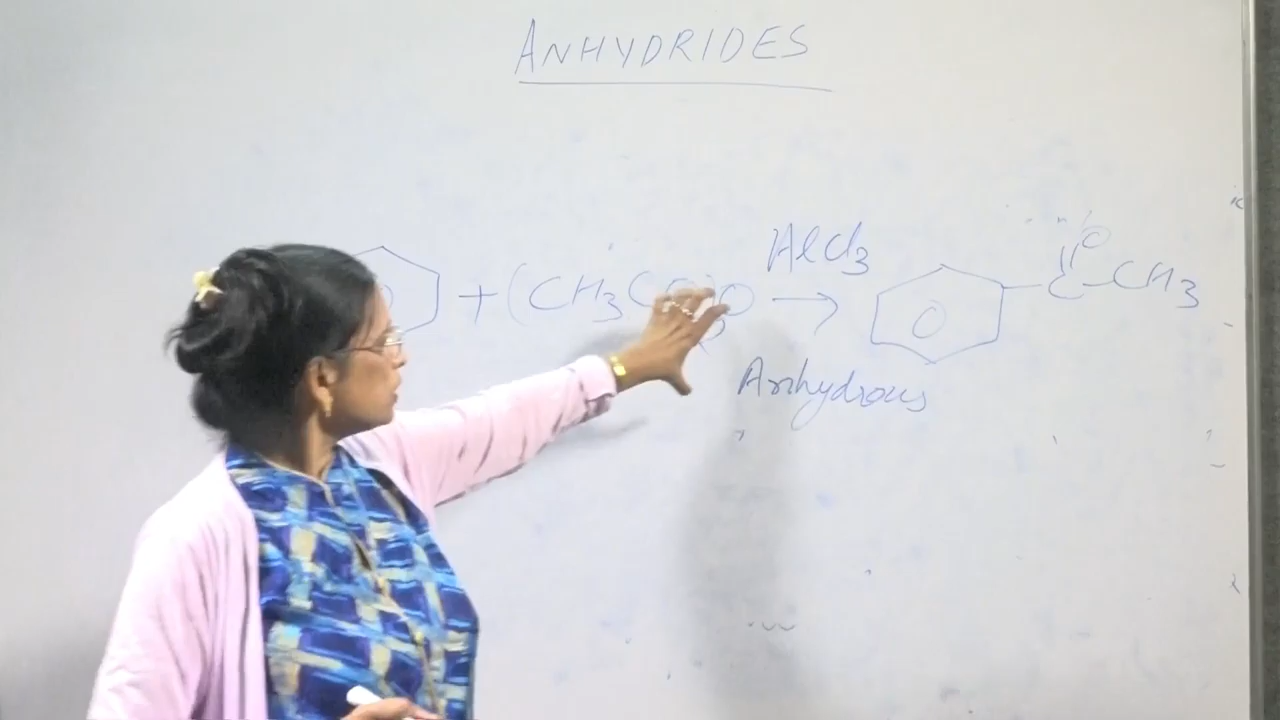 ANHYDRIDES
AlCl3
+ (CH3CO)2O → C O CH3
Anhydrous